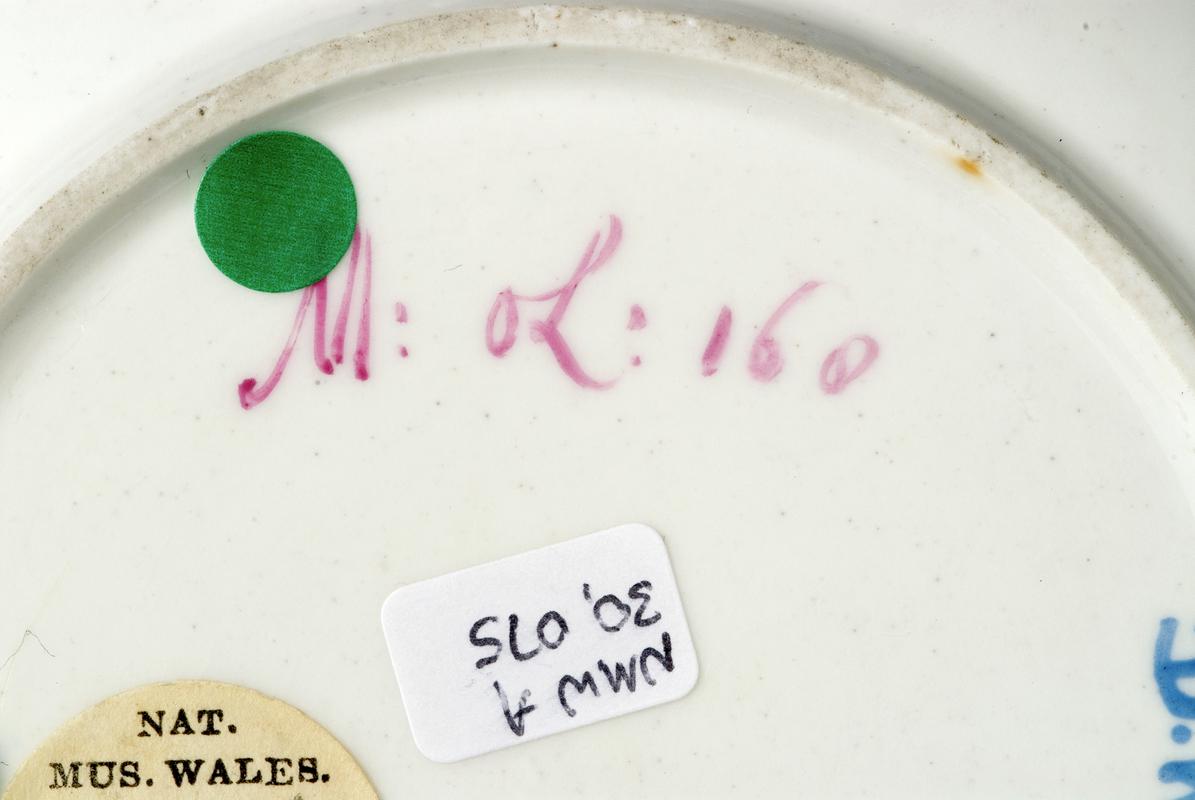 M: OL: 160
NMW A
30.075
NAT.
MUS. WALES.